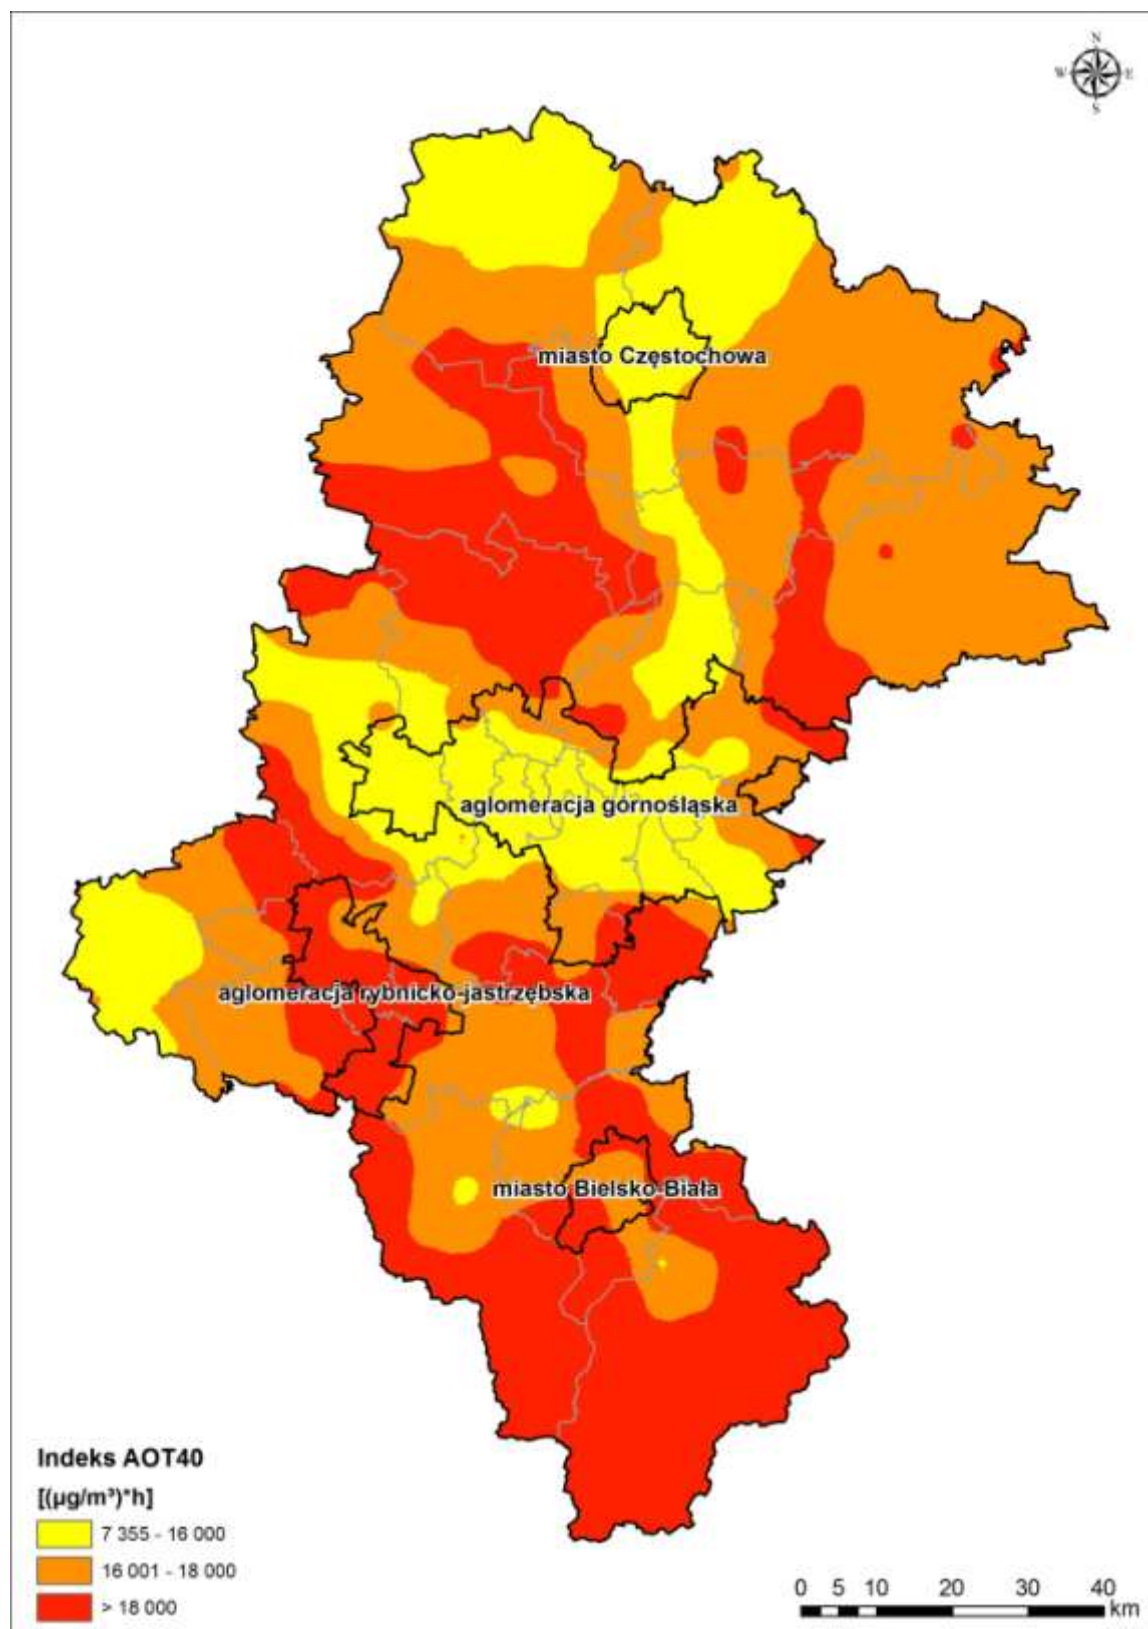 N
W E
S
miasto Częstochowa
aglomeracja górnośląska
aglomeracja rybnicko-jastrzębska
miasto Bielsko-Biała
Indeks AOT40
[(µg/m³)*h]
7 355 - 16 000
16 001 - 18 000
> 18 000
0 5 10 20 30 40
km